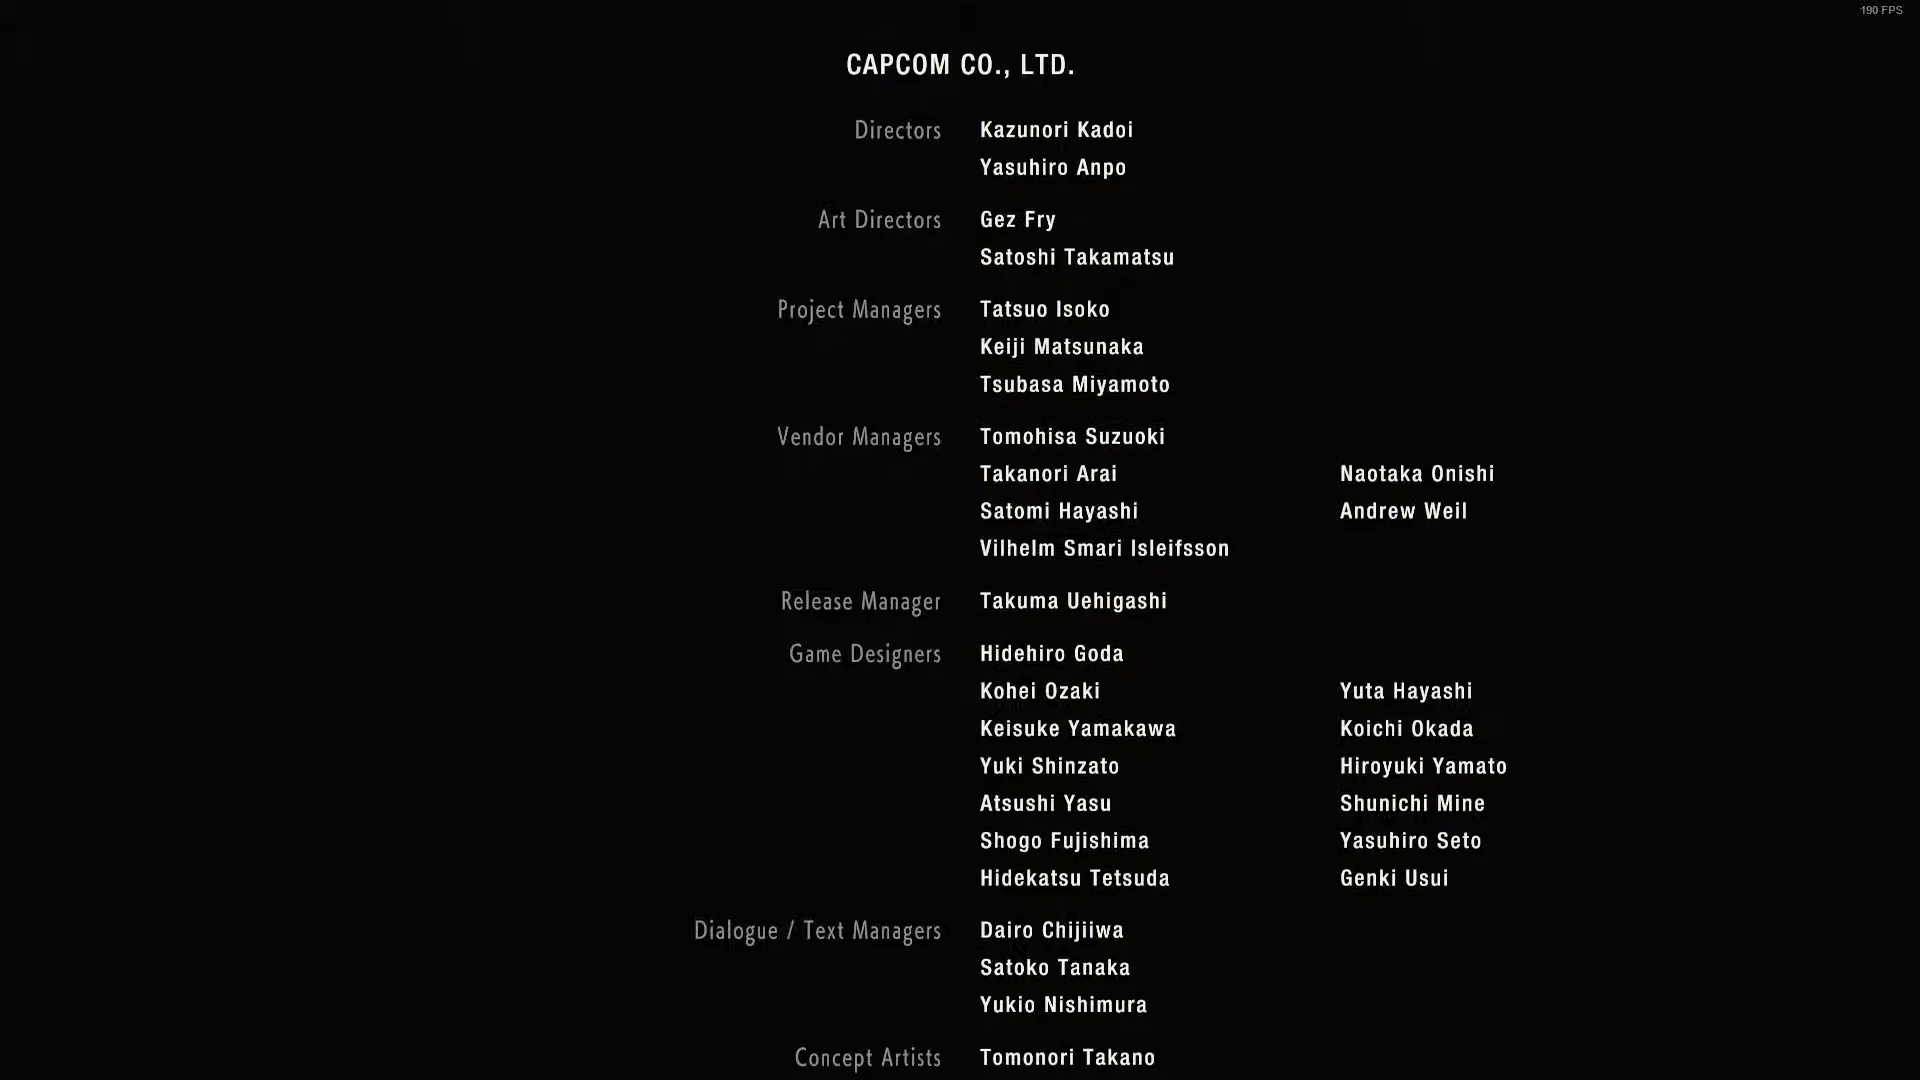 190 FPS
CAPCOM CO., LTD.
Directors Kazunori Kadoi
Yasuhiro Anpo
Art Directors Gez Fry
Satoshi Takamatsu
Project Managers Tatsuo Isoko
Keiji Matsunaka
Tsubasa Miyamoto
Vendor Managers Tomohisa Suzuoki
Takanori Arai Naotaka Onishi
Satomi Hayashi Andrew Weil
Vilhelm Smari Isleifsson
Release Manager Takuma Uehigashi
Game Designers Hidehiro Goda
Kohei Ozaki Yuta Hayashi
Keisuke Yamakawa Koichi Okada
Yuki Shinzato Hiroyuki Yamato
Atsushi Yasu Shunichi Mine
Shogo Fujishima Yasuhiro Seto
Hidekatsu Tetsuda Genki Usui
Dialogue / Text Managers Dairo Chijiiwa
Satoko Tanaka
Yukio Nishimura
Concept Artists Tomonori Takano